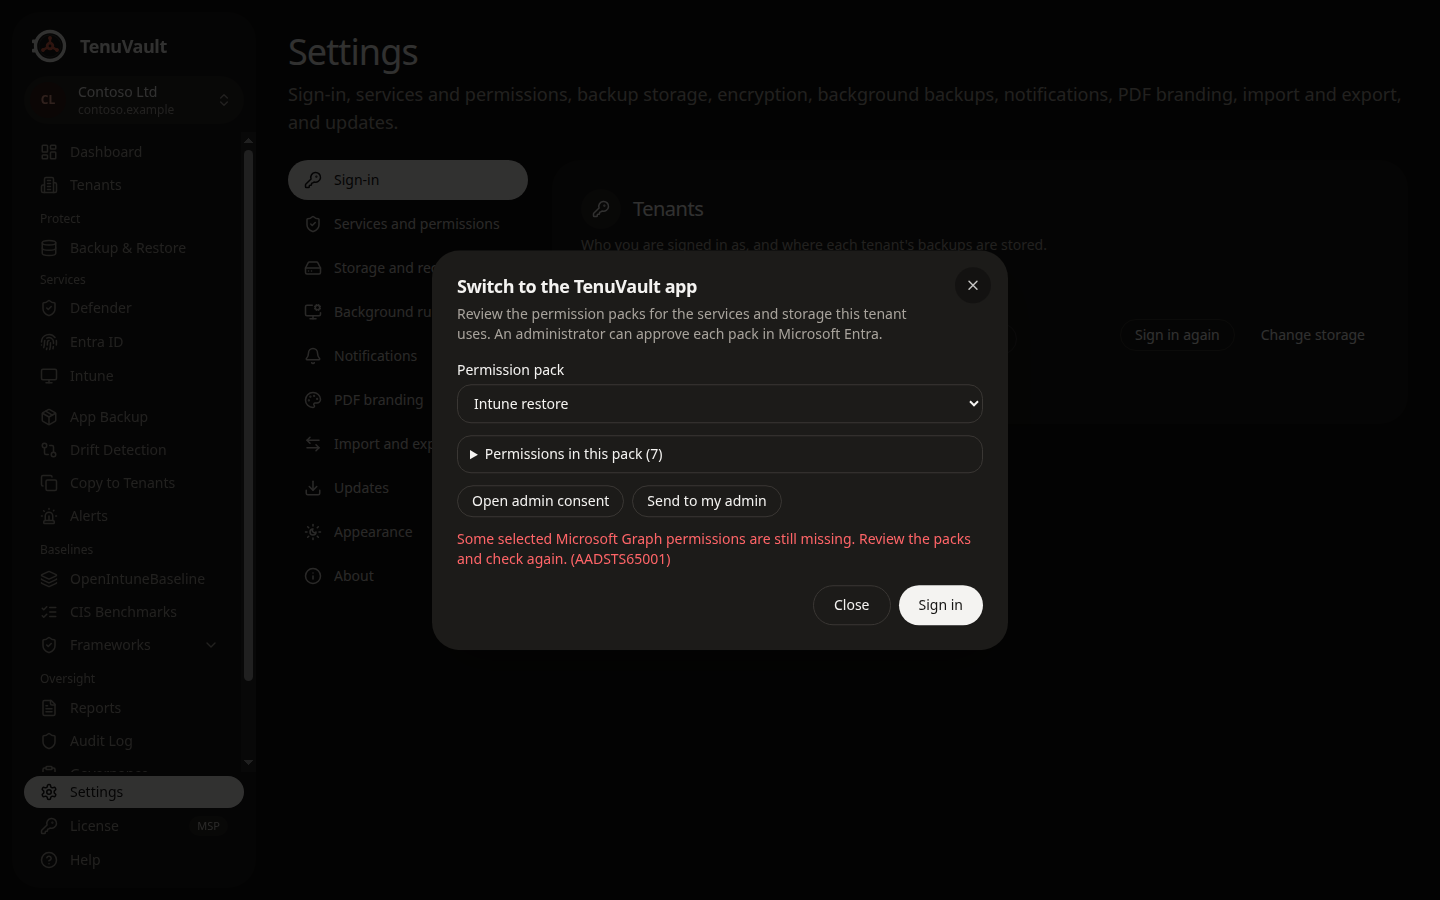 TenuVault
CL
Contoso Ltd
contoso.example
Dashboard
Tenants
Protect
Backup & Restore
Services
Defender
Entra ID
Intune
App Backup
Drift Detection
Copy to Tenants
Alerts
Baselines
OpenIntuneBaseline
CIS Benchmarks
Frameworks
Oversight
Reports
Audit Log
Settings
License
MSP
Help
Settings
Sign-in, services and permissions, backup storage, encryption, background backups, notifications, PDF branding, import and export,
and updates.
Sign-in
Services and permissions
Storage and
Background
Notifications
PDF branding
Import and
Updates
Appearance
About
Tenants
Who you are signed in as, and where each tenant's backups are stored.
Sign in again
Change storage
Switch to the TenuVault app
Review the permission packs for the services and storage this tenant
uses. An administrator can approve each pack in Microsoft Entra.
Permission pack
Intune restore
Permissions in this pack (7)
Open admin consent
Send to my admin
Some selected Microsoft Graph permissions are still missing. Review the packs
and check again. (AADSTS65001)
Close
Sign in